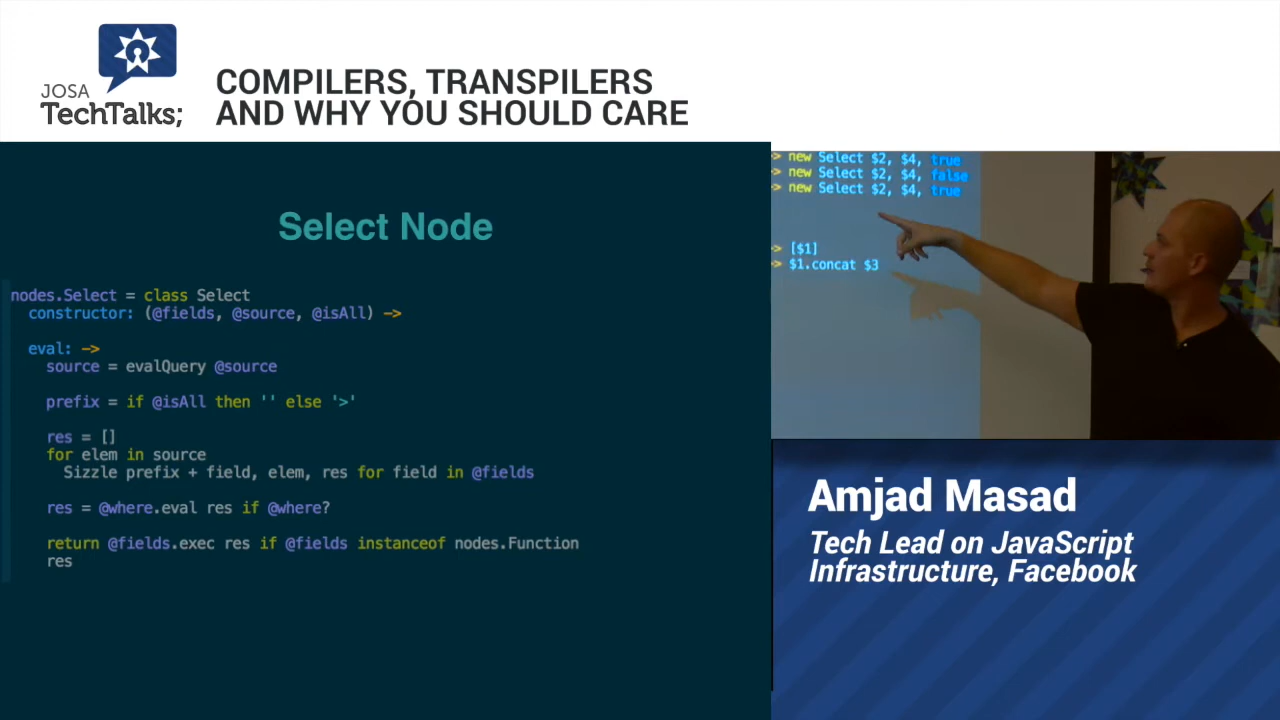 JOSA
TechTalks;
COMPILERS, TRANSPILERS
AND WHY YOU SHOULD CARE
Select Node
nodes.Select = class Select
constructor: (@fields, @source, @isAll) ->
eval: ->
source = evalQuery @source
prefix = if @isAll then '' else '>'
res = []
for elem in source
Sizzle prefix + field, elem, res for field in @fields
res = @where.eval res if @where?
return @fields.exec res if @fields instanceof nodes.Function
res
> new Select $2, $4, true
> new Select $2, $4, false
> new Select $2, $4, true
> [$1]
> $1.concat $3
Amjad Masad
Tech Lead on JavaScript
Infrastructure, Facebook